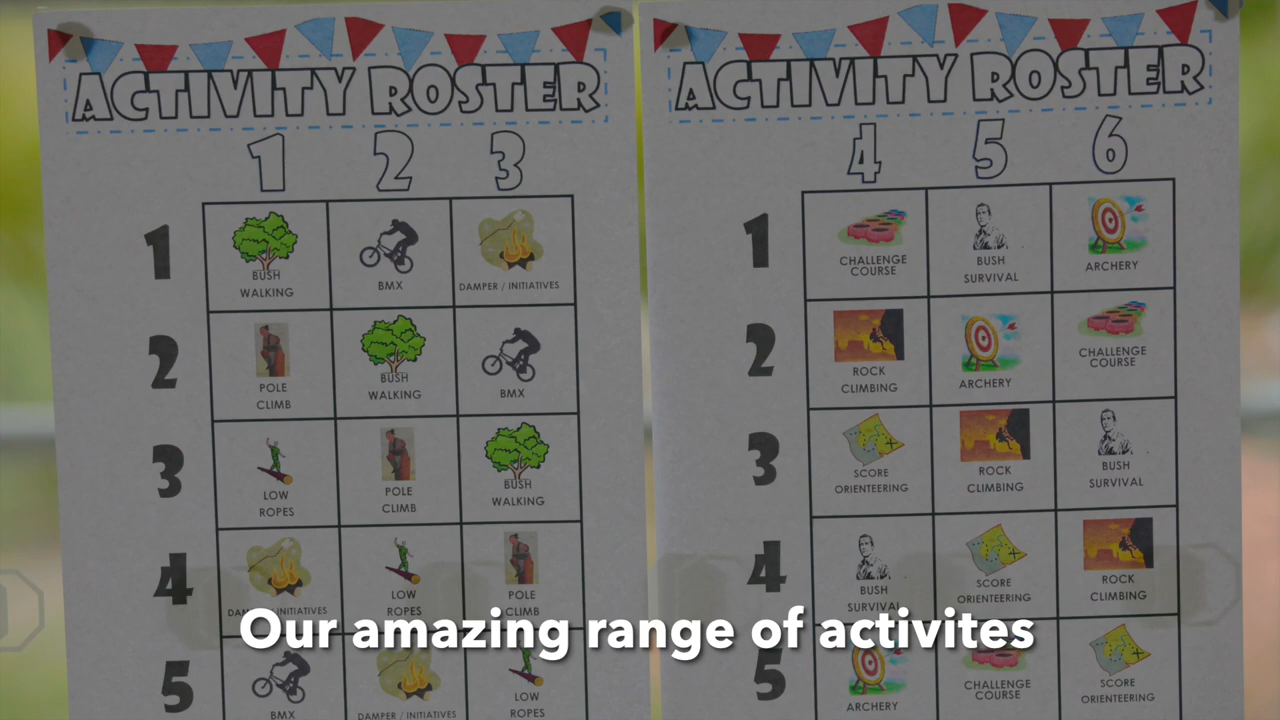 ACTIVITY ROSTER
1 2 3
1
BUSH
WALKING
BMX
DAMPER / INITIATIVES
2
POLE
CLIMB
BUSH
WALKING
BMX
3
LOW
ROPES
POLE
CLIMB
BUSH
WALKING
4
DAMPER / INITIATIVES
LOW
ROPES
POLE
CLIMB
5
BMX
DAMPER / INITIATIVES
LOW
ROPES
ACTIVITY ROSTER
4 5 6
1
CHALLENGE
COURSE
BUSH
SURVIVAL
ARCHERY
2
ROCK
CLIMBING
ARCHERY
CHALLENGE
COURSE
3
SCORE
ORIENTEERING
ROCK
CLIMBING
BUSH
SURVIVAL
4
BUSH
SURVIVAL
SCORE
ORIENTEERING
ROCK
CLIMBING
5
ARCHERY
CHALLENGE
COURSE
SCORE
ORIENTEERING
Our amazing range of activites